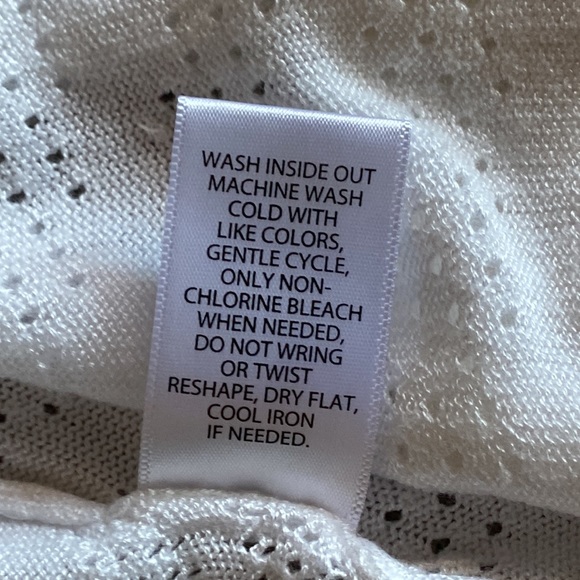 WASH INSIDE OUT
MACHINE WASH
COLD WITH
LIKE COLORS,
GENTLE CYCLE,
ONLY NON-
CHLORINE BLEACH
WHEN NEEDED,
DO NOT WRING
OR TWIST
RESHAPE, DRY FLAT,
COOL IRON
IF NEEDED.